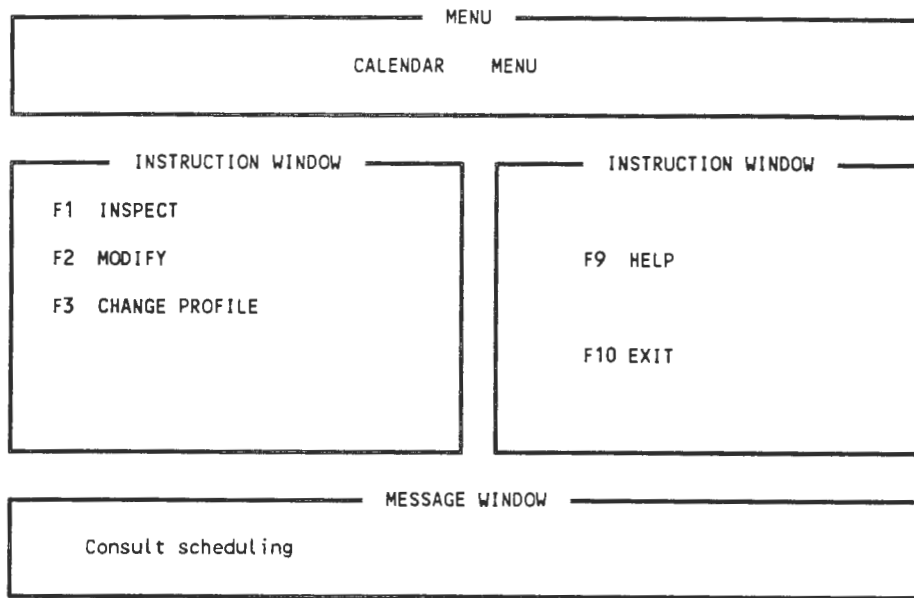 MENU
CALENDAR MENU
INSTRUCTION WINDOW
F1 INSPECT
F2 MODIFY
F3 CHANGE PROFILE
INSTRUCTION WINDOW
F9 HELP
F10 EXIT
MESSAGE WINDOW
Consult scheduling